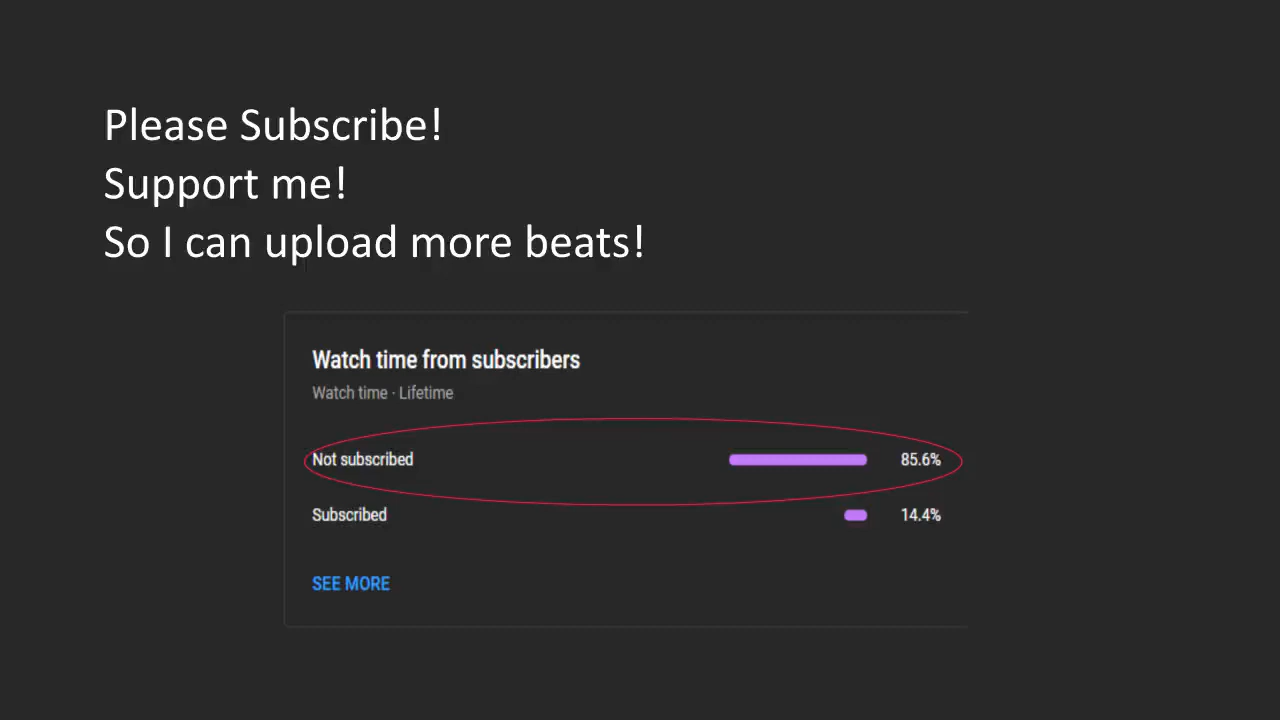 Please Subscribe!
Support me!
So I can upload more beats!
Watch time from subscribers
Watch time · Lifetime
Not subscribed 85.6%
Subscribed 14.4%
SEE MORE